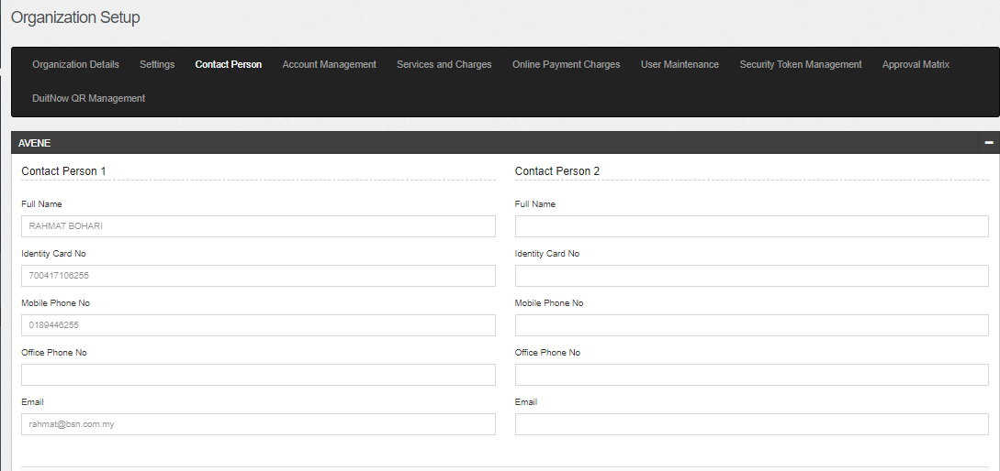 Organization Setup
Organization Details Settings Contact Person Account Management Services and Charges Online Payment Charges User Maintenance Security Token Management Approval Matrix
DuitNow QR Management
AVENE
Contact Person 1
Full Name
RAHMAT BOHARI
Identity Card No
700417106255
Mobile Phone No
0189446255
Office Phone No
Email
rahmat@bsn.com.my
Contact Person 2
Full Name
Identity Card No
Mobile Phone No
Office Phone No
Email